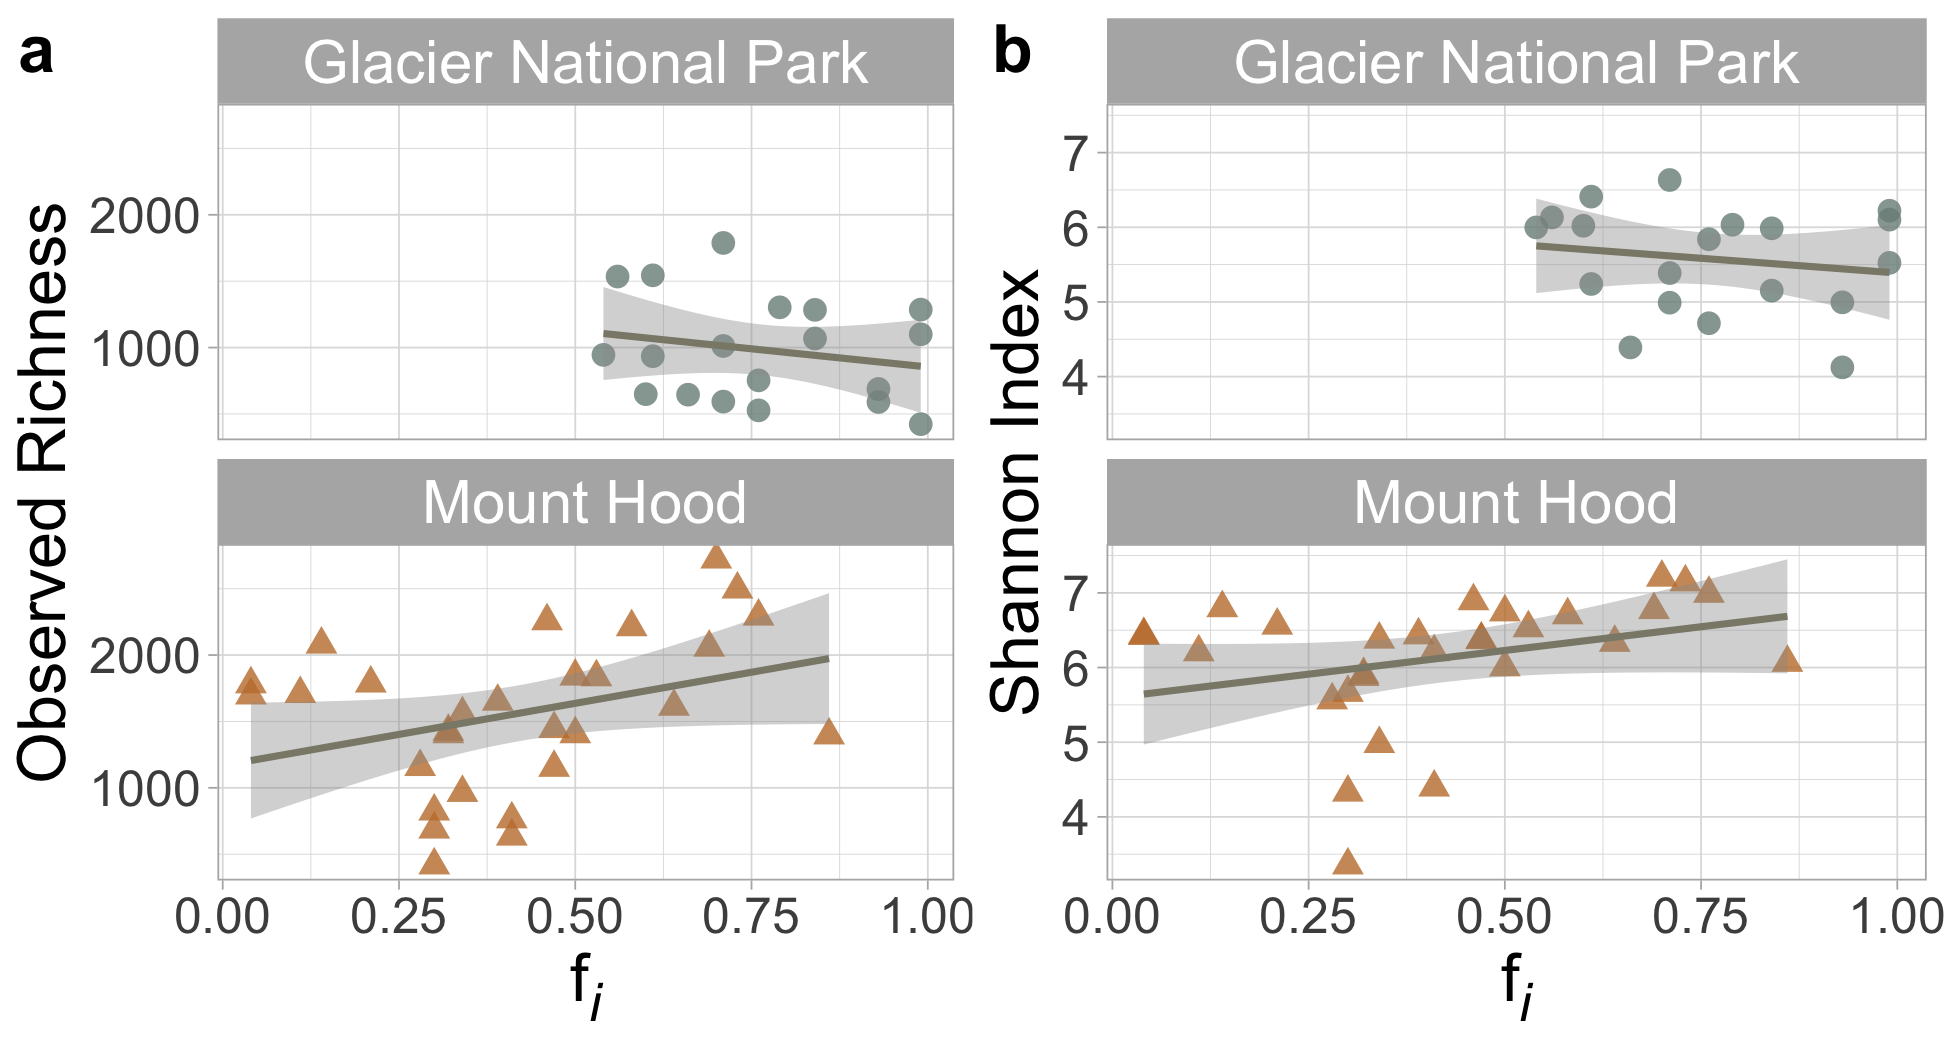 a
Glacier National Park
Observed Richness
2000
1000
Mount Hood
2000
1000
0.00 0.25 0.50 0.75 1.00
fi
b
Glacier National Park
Shannon Index
7
6
5
4
Mount Hood
7
6
5
4
0.00 0.25 0.50 0.75 1.00
fi